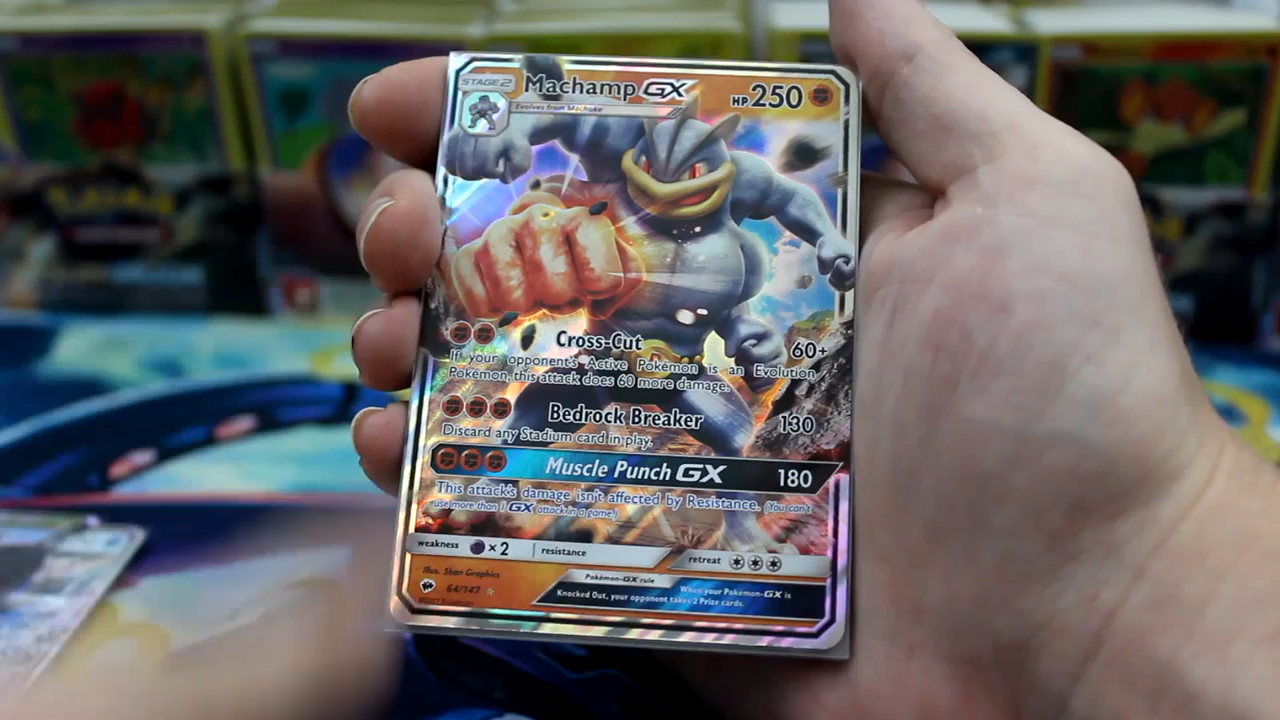 STAGE 2
Machamp GX
HP 250
Evolves from Machoke
Cross-Cut 60+
If your opponent's Active Pokémon is an Evolution
Pokémon, this attack does 60 more damage.
Bedrock Breaker 130
Discard any Stadium card in play.
Muscle Punch GX 180
This attack's damage isn't affected by Resistance. (You can't
use more than 1 GX attack in a game.)
weakness ×2 resistance retreat
Illus. 5ban Graphics
64/147
Pokémon-GX rule
When your Pokémon-GX is
Knocked Out, your opponent takes 2 Prize cards.